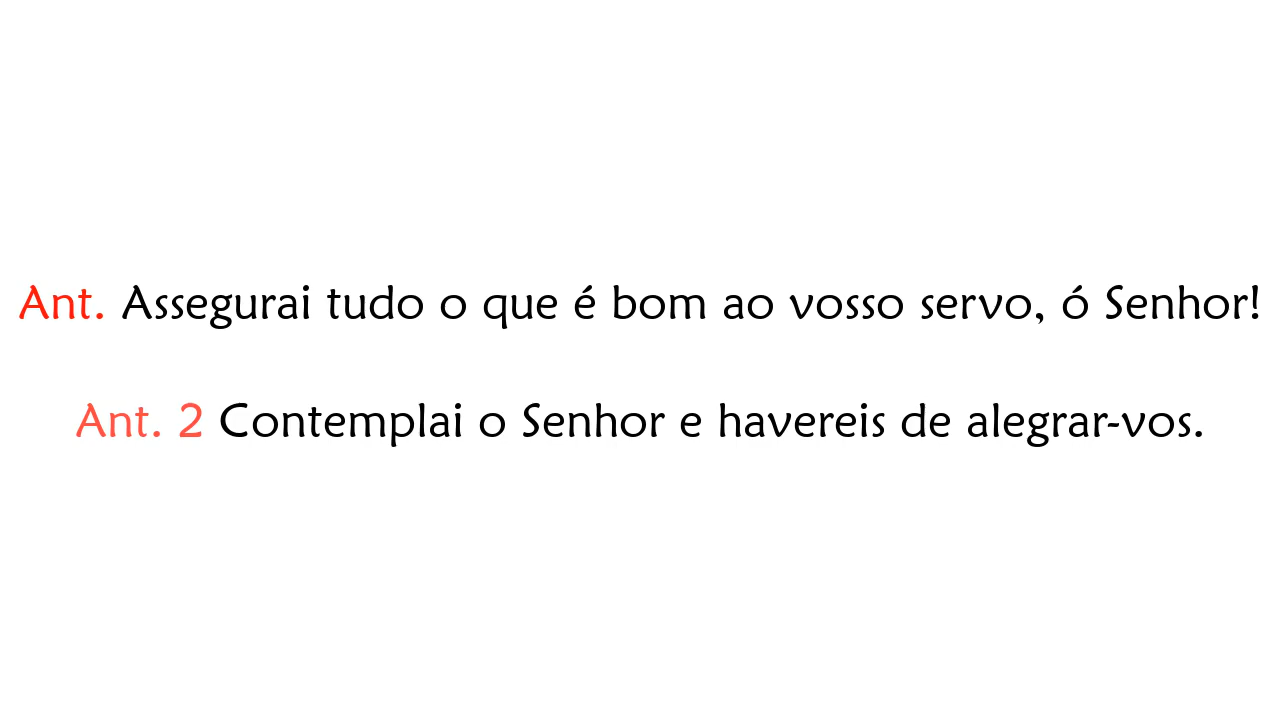 Ant. Assegurai tudo o que é bom ao vosso servo, ó Senhor!
Ant. 2 Contemplai o Senhor e havereis de alegrar-vos.